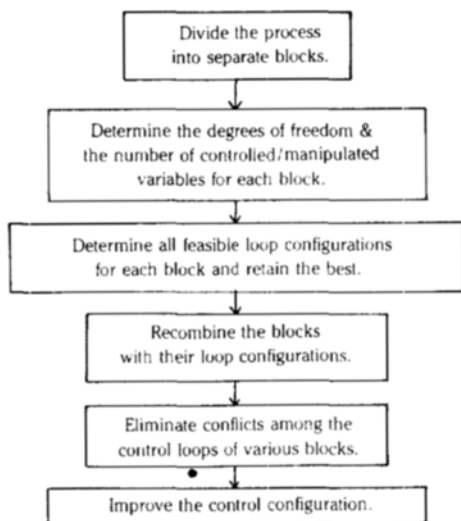 Divide the process
into separate blocks.
Determine the degrees of freedom &
the number of controlled/manipulated
variables for each block.
Determine all feasible loop configurations
for each block and retain the best.
Recombine the blocks
with their loop configurations.
Eliminate conflicts among the
control loops of various blocks.
Improve the control configuration.